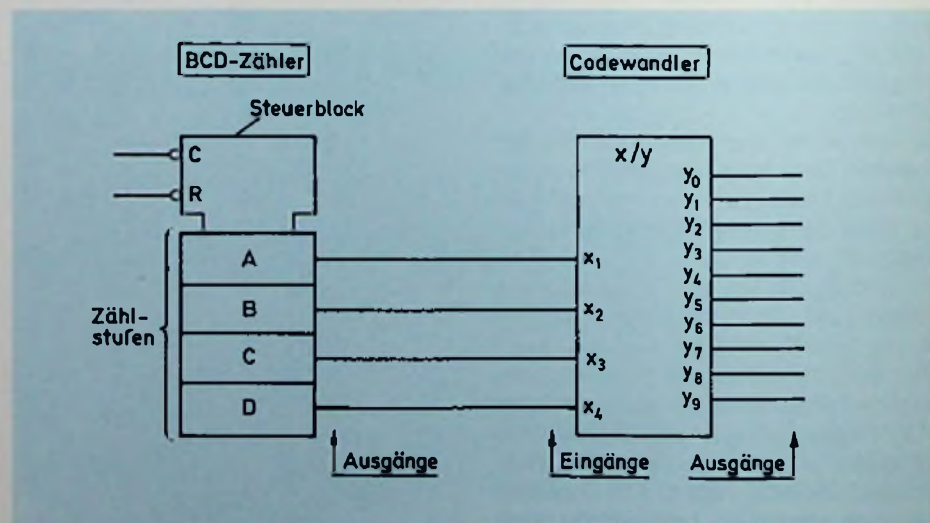 BCD-Zähler
Codewandler
Steuerblock
C
R
A
B
C
D
Zähl-
stufen
Ausgänge
x/y
x₁
x₂
x₃
x₄
y₀
y₁
y₂
y₃
y₄
y₅
y₆
y₇
y₈
y₉
Eingänge
Ausgänge